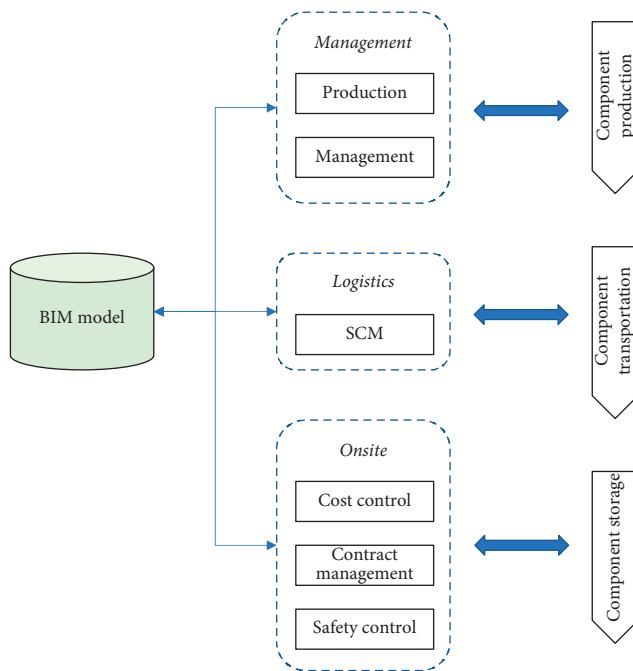 Management
Production
Management
Component
production
BIM model
Logistics
SCM
Component
transportation
Onsite
Cost control
Contract
management
Safety control
Component storage